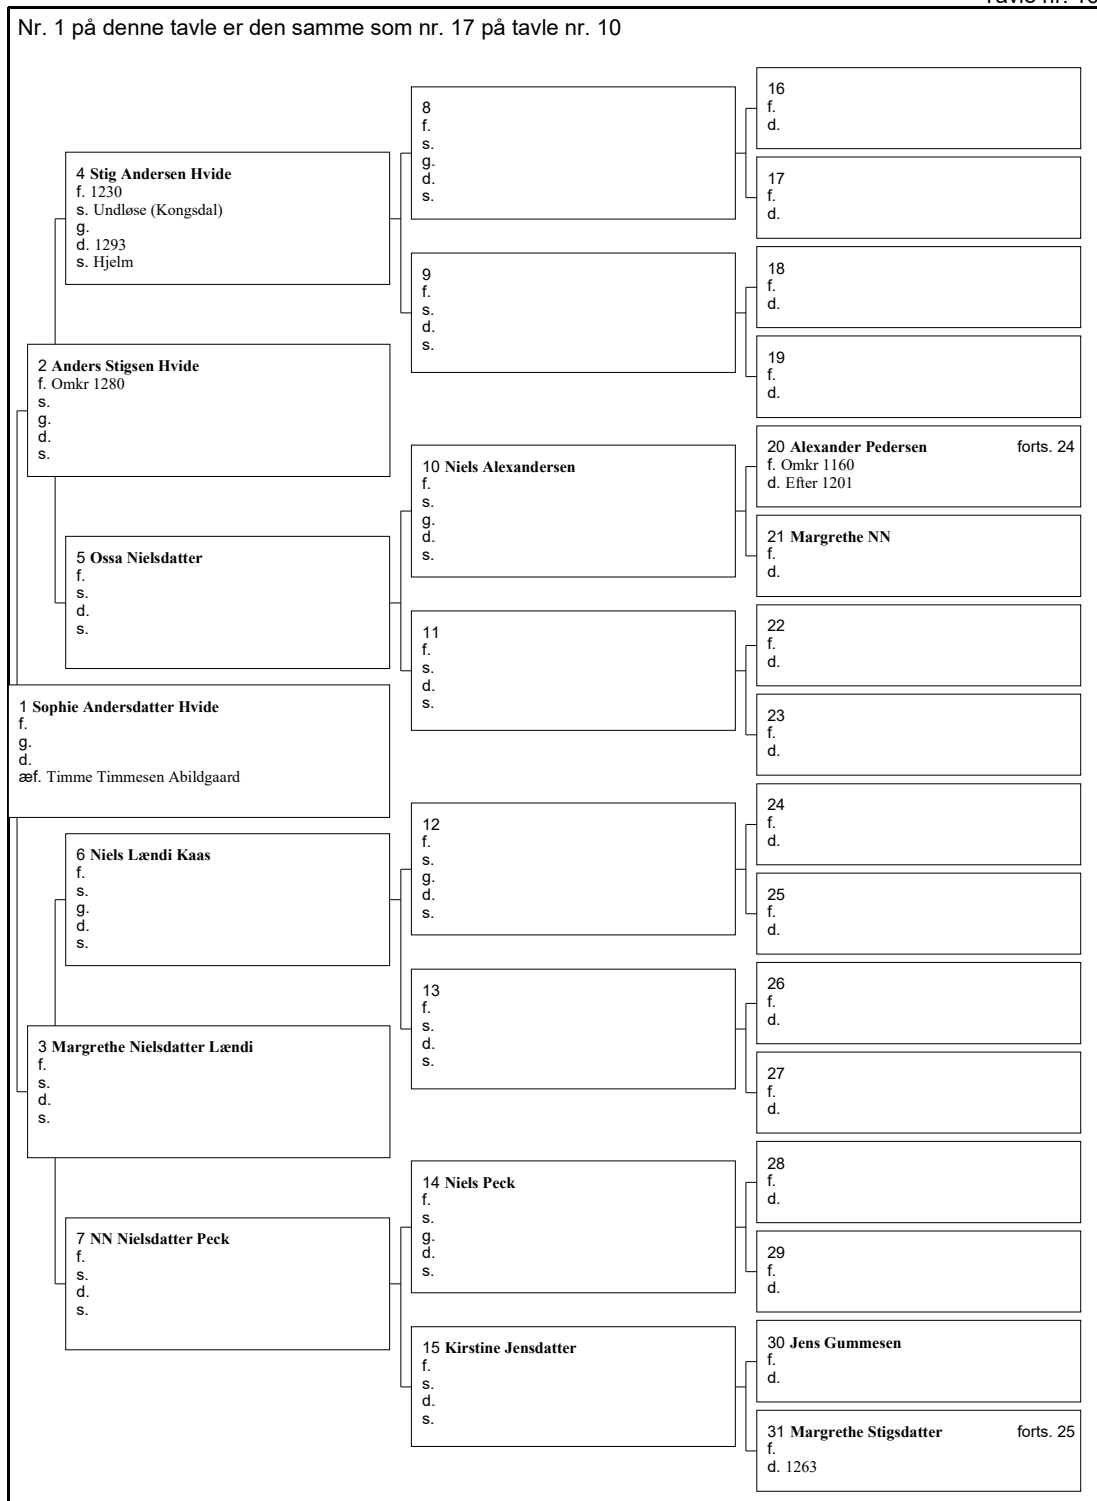 Nr. 1 på denne tavle er den samme som nr. 17 på tavle nr. 10
1 Sophie Andersdatter Hvide
f.
g.
d.
æf. Timme Timmesen Abildgaard
2 Anders Stigsen Hvide
f. Omkr 1280
s.
g.
d.
s.
3 Margrethe Nielsdatter Lændi
f.
s.
d.
s.
4 Stig Andersen Hvide
f. 1230
s. Undløse (Kongsdal)
g.
d. 1293
s. Hjelm
5 Ossa Nielsdatter
f.
s.
d.
s.
6 Niels Lændi Kaas
f.
s.
g.
d.
s.
7 NN Nielsdatter Peck
f.
s.
d.
s.
8
f.
s.
g.
d.
s.
9
f.
s.
d.
s.
10 Niels Alexandersen
f.
s.
g.
d.
s.
11
f.
s.
d.
s.
12
f.
s.
g.
d.
s.
13
f.
s.
d.
s.
14 Niels Peck
f.
s.
g.
d.
s.
15 Kirstine Jensdatter
f.
s.
d.
s.
16
f.
d.
17
f.
d.
18
f.
d.
19
f.
d.
20 Alexander Pedersen forts. 24
f. Omkr 1160
d. Efter 1201
21 Margrethe NN
f.
d.
22
f.
d.
23
f.
d.
24
f.
d.
25
f.
d.
26
f.
d.
27
f.
d.
28
f.
d.
29
f.
d.
30 Jens Gummesen
f.
d.
31 Margrethe Stigsdatter forts. 25
f.
d. 1263